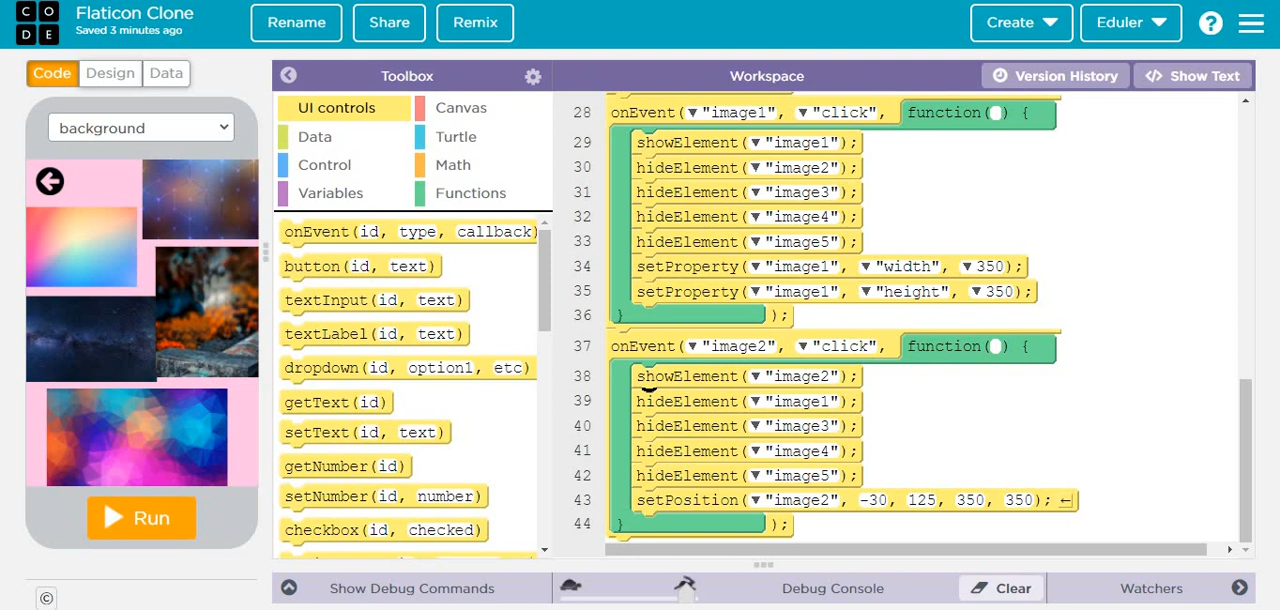 CO
DE
Flaticon Clone
Saved 3 minutes ago
Rename
Share
Remix
Create
Eduler
?
Code
Design
Data
background
Run
©
Toolbox
UI controls
Canvas
Data
Turtle
Control
Math
Variables
Functions
onEvent(id, type, callback)
button(id, text)
textInput(id, text)
textLabel(id, text)
dropdown(id, option1, etc)
getText(id)
setText(id, text)
getNumber(id)
setNumber(id, number)
checkbox(id, checked)
Workspace
Version History
</> Show Text
28 onEvent(▼"image1", ▼"click", function() {
29 showElement(▼"image1");
30 hideElement(▼"image2");
31 hideElement(▼"image3");
32 hideElement(▼"image4");
33 hideElement(▼"image5");
34 setProperty(▼"image1", ▼"width", ▼350);
35 setProperty(▼"image1", ▼"height", ▼350);
36 } );
37 onEvent(▼"image2", ▼"click", function() {
38 showElement(▼"image2");
39 hideElement(▼"image1");
40 hideElement(▼"image3");
41 hideElement(▼"image4");
42 hideElement(▼"image5");
43 setPosition(▼"image2", -30, 125, 350, 350); ←
44 } );
Show Debug Commands
Debug Console
Clear
Watchers